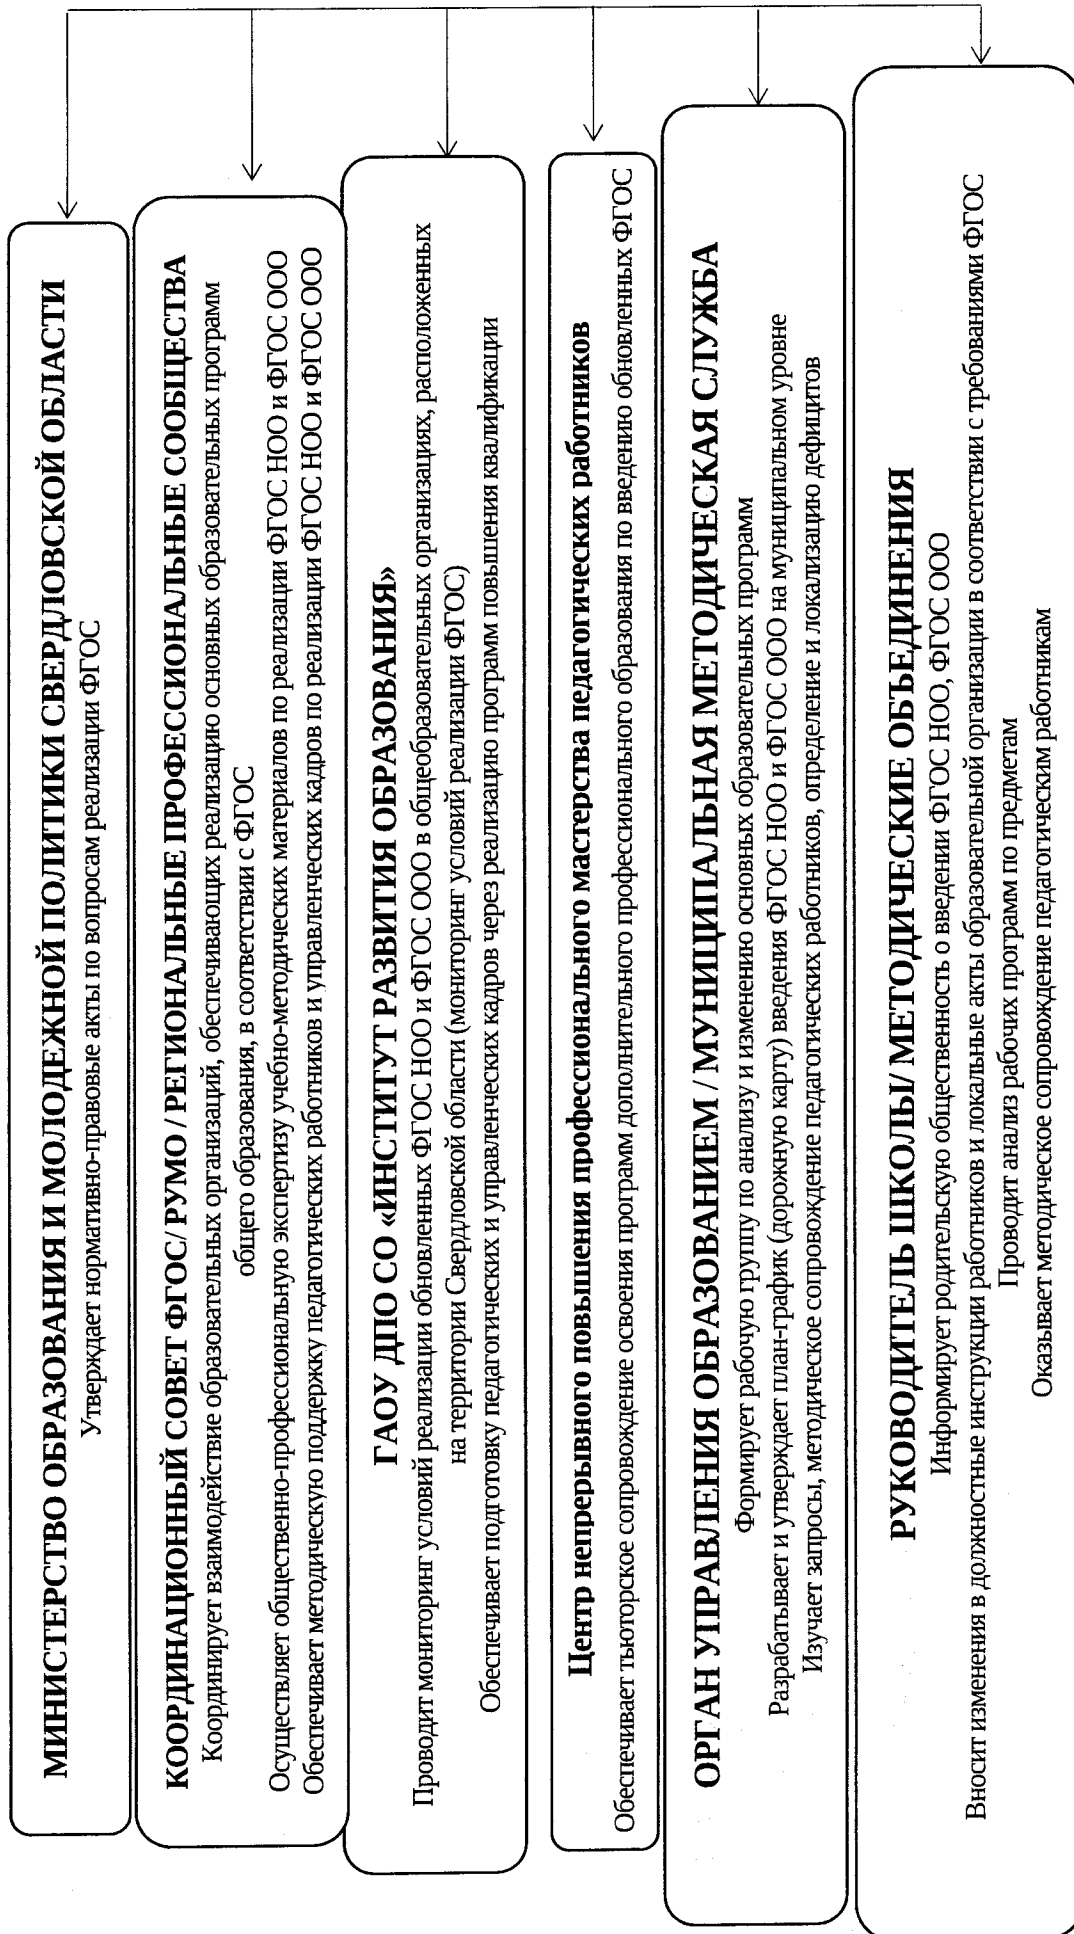 МИНИСТЕРСТВО ОБРАЗОВАНИЯ И МОЛОДЕЖНОЙ ПОЛИТИКИ СВЕРДЛОВСКОЙ ОБЛАСТИ
Утверждает нормативно-правовые акты по вопросам реализации ФГОС
КООРДИНАЦИОННЫЙ СОВЕТ ФГОС/ РУМО / РЕГИОНАЛЬНЫЕ ПРОФЕССИОНАЛЬНЫЕ СООБЩЕСТВА
Координирует взаимодействие образовательных организаций, обеспечивающих реализацию основных образовательных программ
общего образования, в соответствии с ФГОС
Осуществляет общественно-профессиональную экспертизу учебно-методических материалов по реализации ФГОС НОО и ФГОС ООО
Обеспечивает методическую поддержку педагогических работников и управленческих кадров по реализации ФГОС НОО и ФГОС ООО
ГАОУ ДПО СО «ИНСТИТУТ РАЗВИТИЯ ОБРАЗОВАНИЯ»
Проводит мониторинг условий реализации обновленных ФГОС НОО и ФГОС ООО в общеобразовательных организациях, расположенных
на территории Свердловской области (мониторинг условий реализации ФГОС)
Обеспечивает подготовку педагогических и управленческих кадров через реализацию программ повышения квалификации
Центр непрерывного повышения профессионального мастерства педагогических работников
Обеспечивает тьюторское сопровождение освоения программ дополнительного профессионального образования по введению обновленных ФГОС
ОРГАН УПРАВЛЕНИЯ ОБРАЗОВАНИЕМ / МУНИЦИПАЛЬНАЯ МЕТОДИЧЕСКАЯ СЛУЖБА
Формирует рабочую группу по анализу и изменению основных образовательных программ
Разрабатывает и утверждает план-график (дорожную карту) введения ФГОС НОО и ФГОС ООО на муниципальном уровне
Изучает запросы, методическое сопровождение педагогических работников, определение и локализацию дефицитов
РУКОВОДИТЕЛЬ ШКОЛЫ/ МЕТОДИЧЕСКИЕ ОБЪЕДИНЕНИЯ
Информирует родительскую общественность о введении ФГОС НОО, ФГОС ООО
Вносит изменения в должностные инструкции работников и локальные акты образовательной организации в соответствии с требованиями ФГОС
Проводит анализ рабочих программ по предметам
Оказывает методическое сопровождение педагогическим работникам